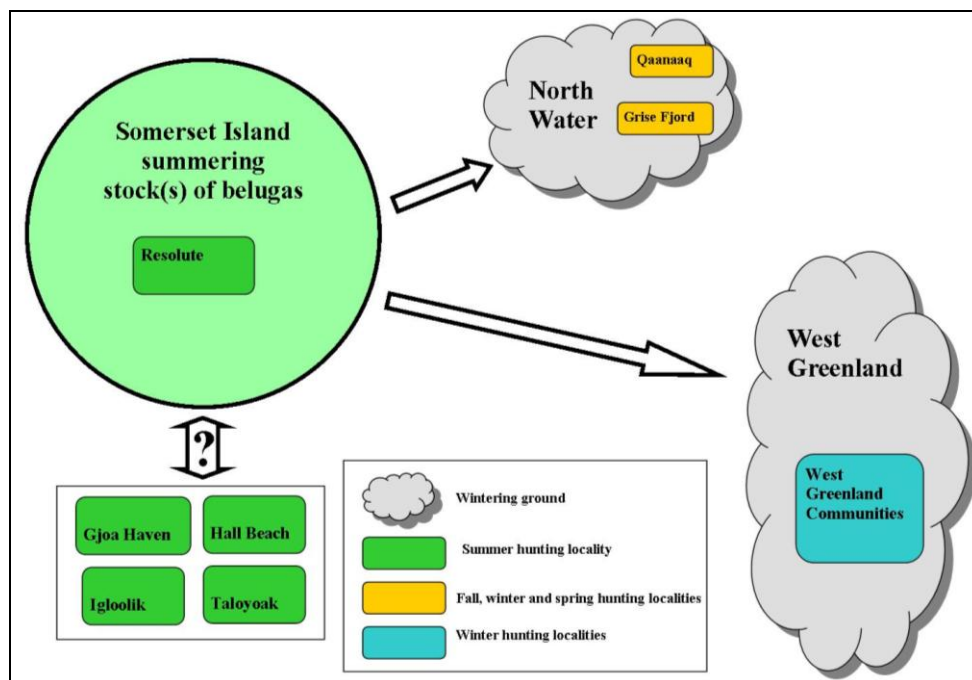 Somerset Island
summering
stock(s) of belugas
Resolute
North
Water
Qaanaaq
Grise Fjord
West
Greenland
West
Greenland
Communities
?
Gjoa Haven
Hall Beach
Igloolik
Taloyoak
Wintering ground
Summer hunting locality
Fall, winter and spring hunting localities
Winter hunting localities